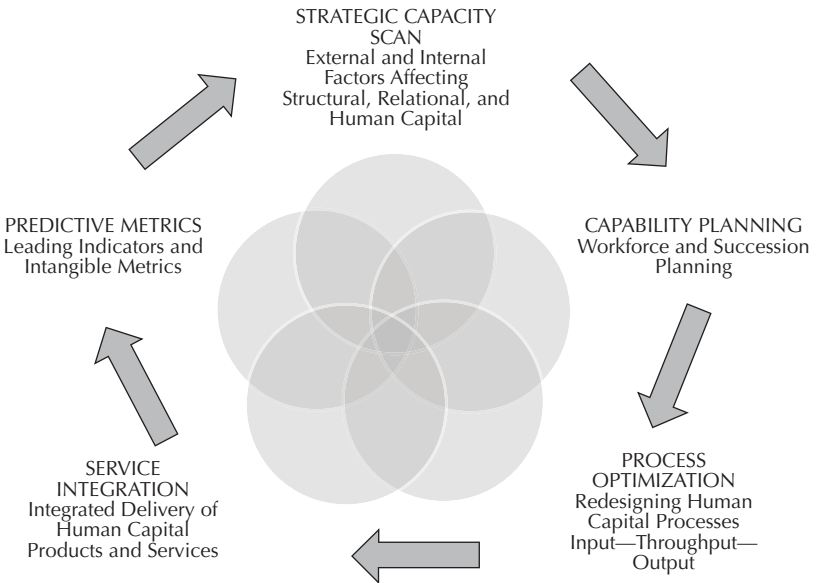 STRATEGIC CAPACITY
SCAN
External and Internal
Factors Affecting
Structural, Relational, and
Human Capital
CAPABILITY PLANNING
Workforce and Succession
Planning
PROCESS
OPTIMIZATION
Redesigning Human
Capital Processes
Input—Throughput—
Output
SERVICE
INTEGRATION
Integrated Delivery of
Human Capital
Products and Services
PREDICTIVE METRICS
Leading Indicators and
Intangible Metrics